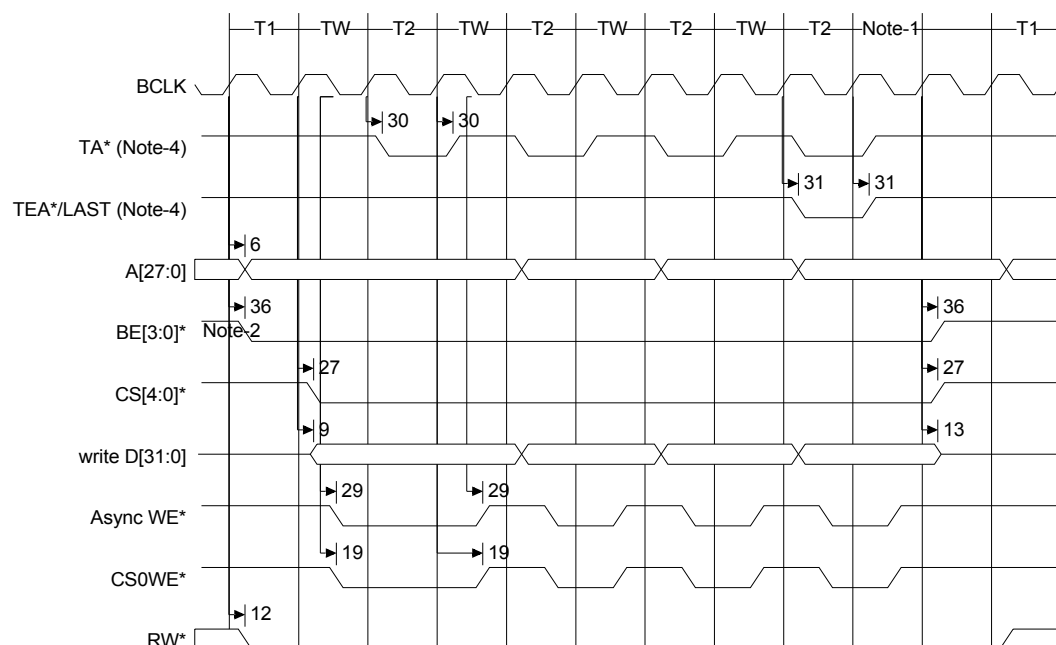 T1 TW T2 TW T2 TW T2 TW T2 Note-1 T1
BCLK
30 30
TA* (Note-4)
31 31
TEA*/LAST (Note-4)
6
A[27:0]
36 36
BE[3:0]* Note-2
27 27
CS[4:0]*
9 13
write D[31:0]
29 29
Async WE*
19 19
CS0WE*
12
RW*